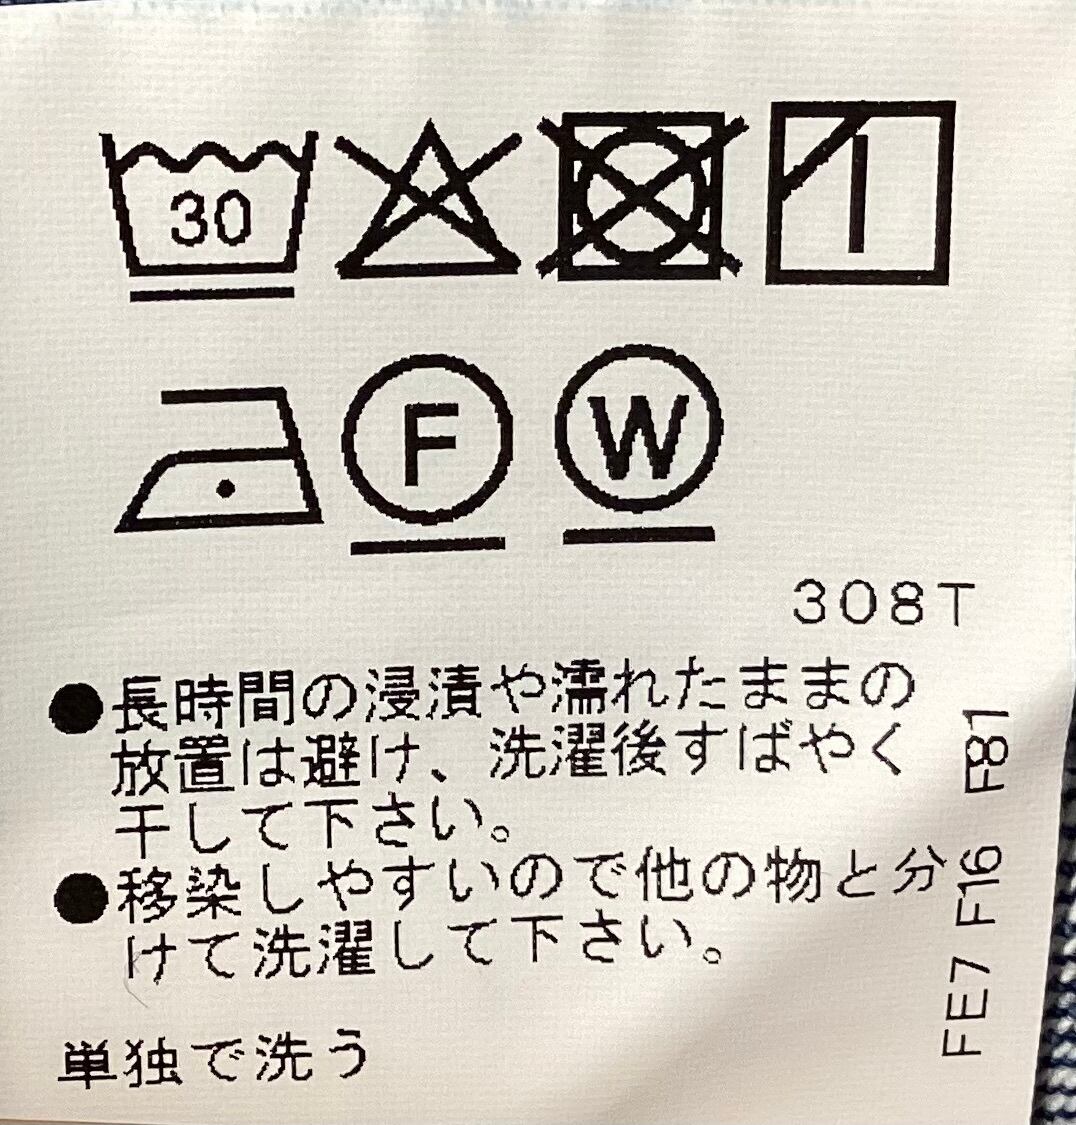 30
F W
308T
●長時間の浸漬や濡れたままの
放置は避け、洗濯後すばやく
干して下さい。
●移染しやすいので他の物と分
けて洗濯して下さい。
単独で洗う
FE7 F16 F81